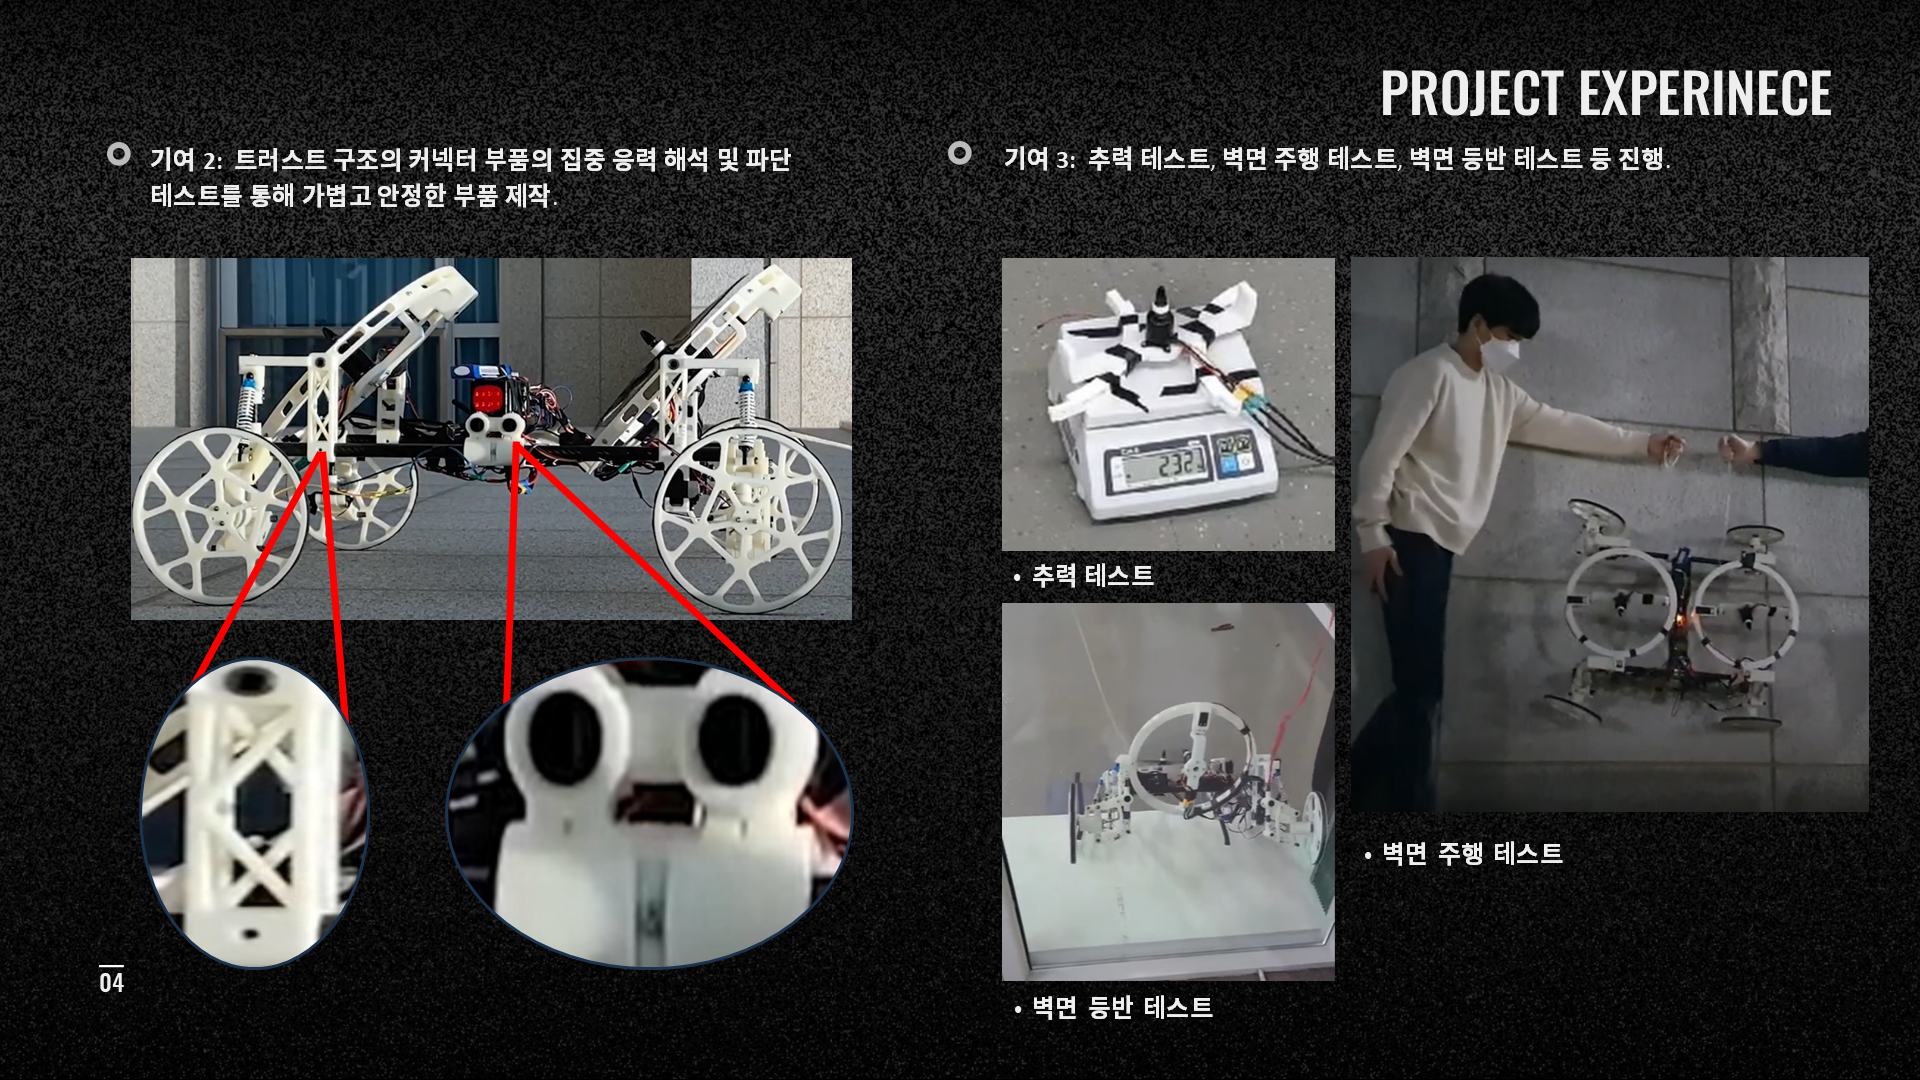 PROJECT EXPERINECE
기여 2: 트러스트 구조의 커넥터 부품의 집중 응력 해석 및 파단
테스트를 통해 가볍고 안정한 부품 제작.
기여 3: 추력 테스트, 벽면 주행 테스트, 벽면 등반 테스트 등 진행.
2.323
• 추력 테스트
• 벽면 주행 테스트
• 벽면 등반 테스트
04